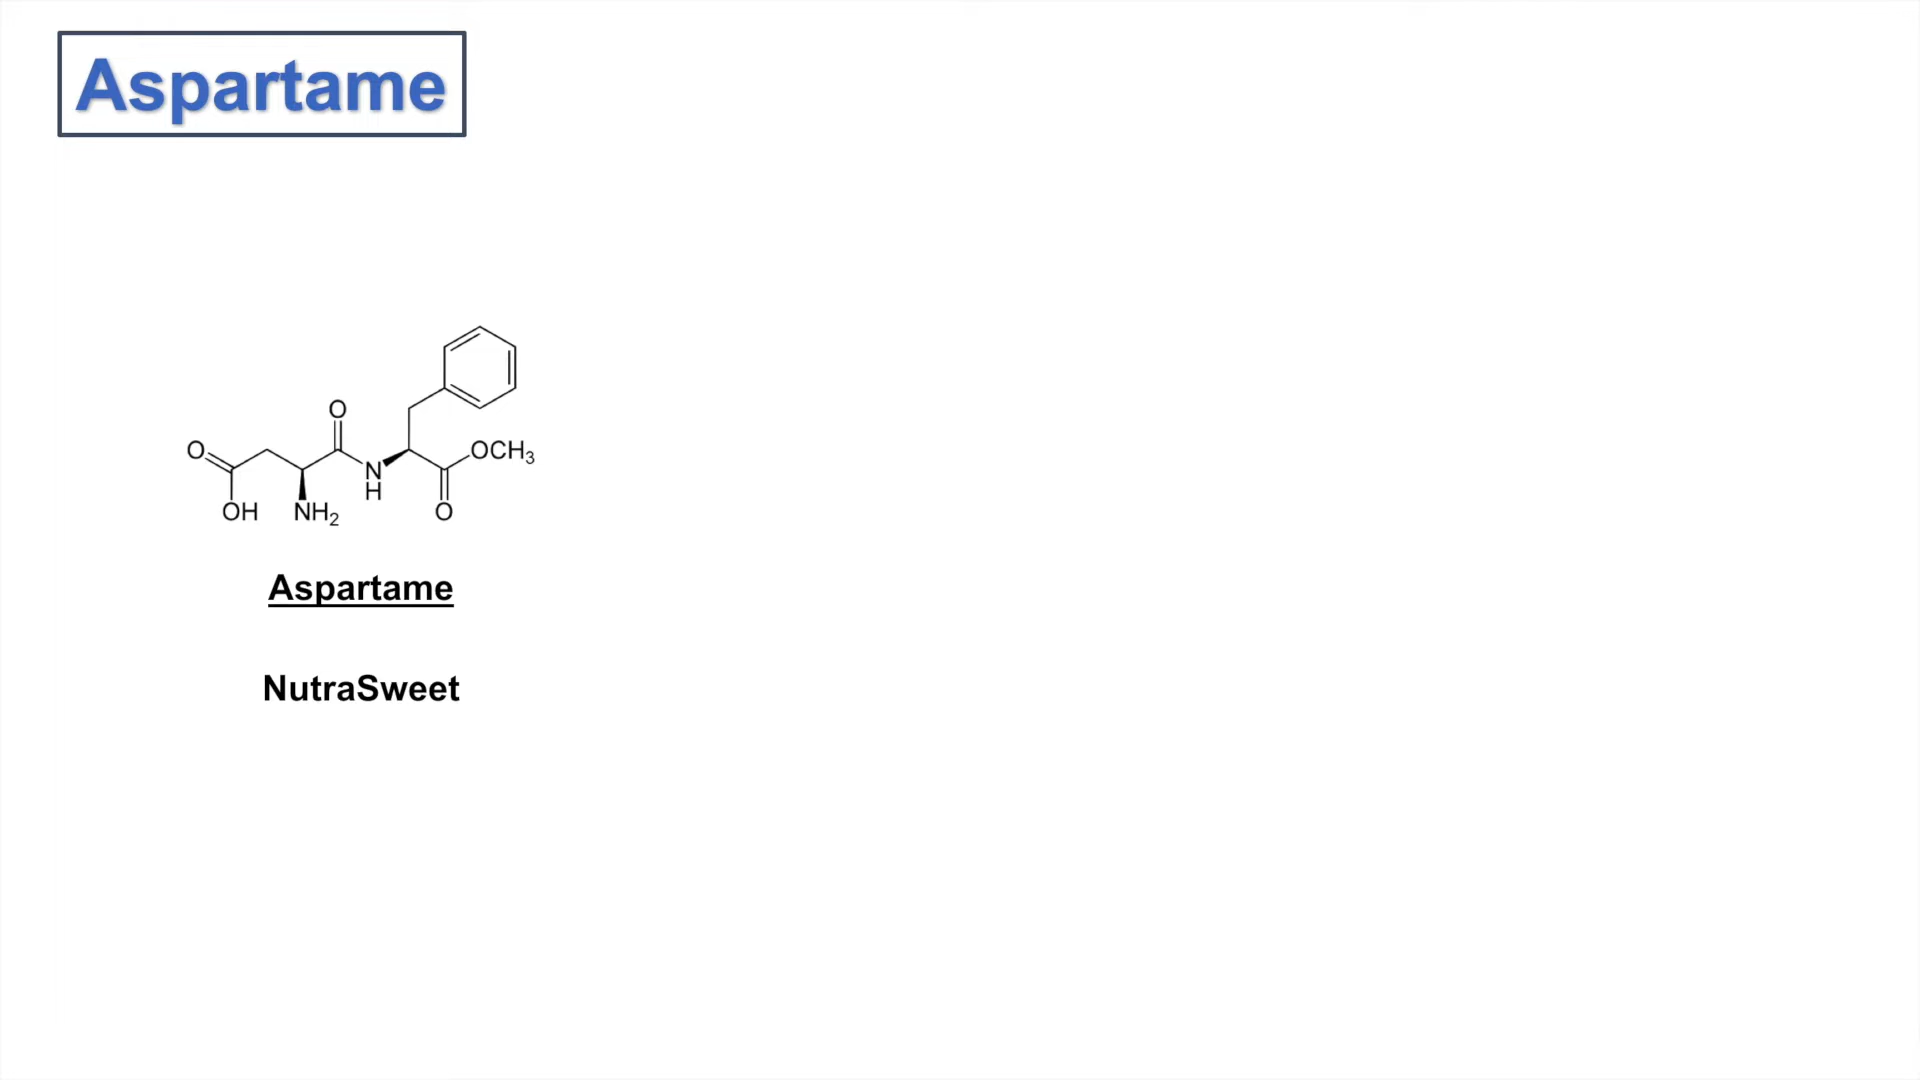 Aspartame
O
O
OCH3
N
H
OH
NH2
O
Aspartame
NutraSweet